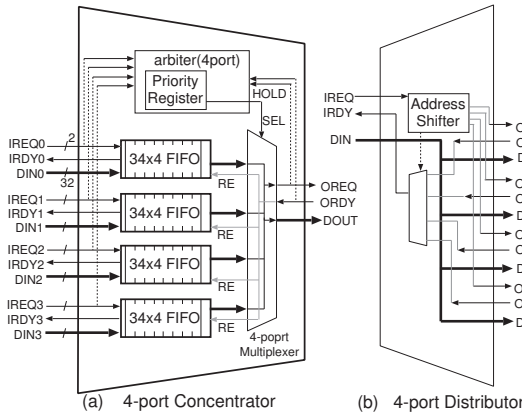 arbiter(4port)
Priority
Register
HOLD
SEL
IREQ0
2
IRDY0
DIN0
32
34x4 FIFO
RE
IREQ1
IRDY1
DIN1
34x4 FIFO
RE
IREQ2
IRDY2
DIN2
34x4 FIFO
RE
IREQ3
IRDY3
DIN3
34x4 FIFO
RE
OREQ
ORDY
DOUT
4-poprt
Multiplexer
(a) 4-port Concentrator
IREQ
IRDY
DIN
Address
Shifter
(b) 4-port Distributor